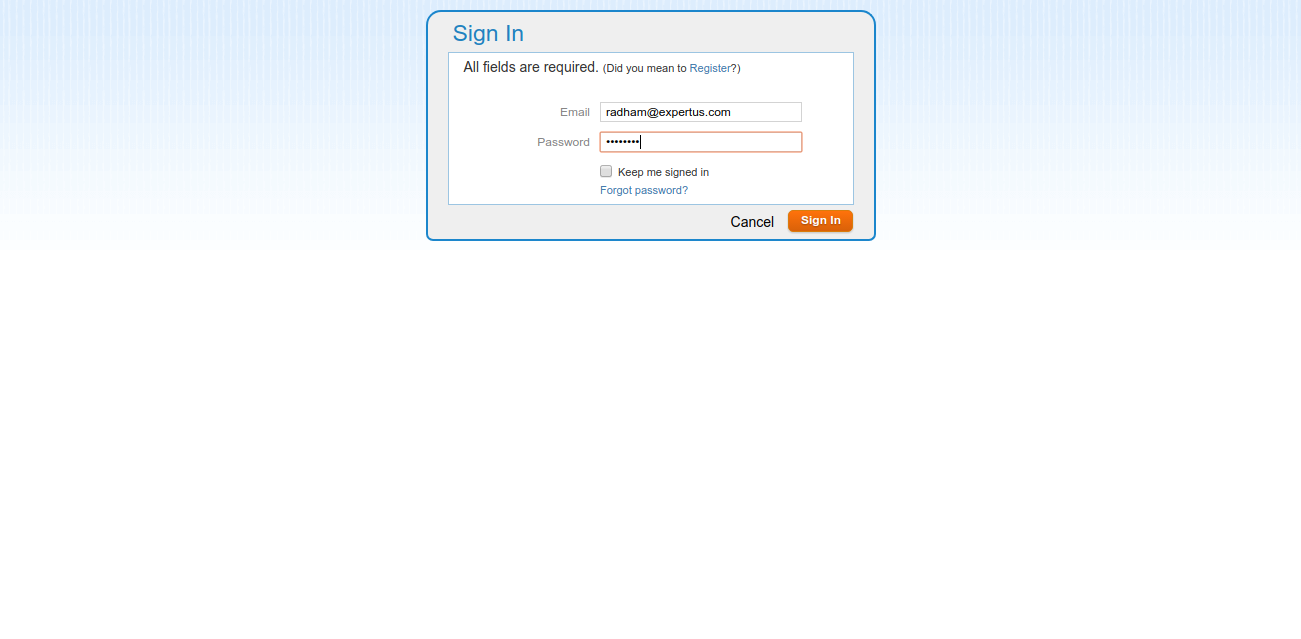 Sign In
All fields are required. (Did you mean to Register?)
Email radham@expertus.com
Password ••••••••
Keep me signed in
Forgot password?
Cancel Sign In